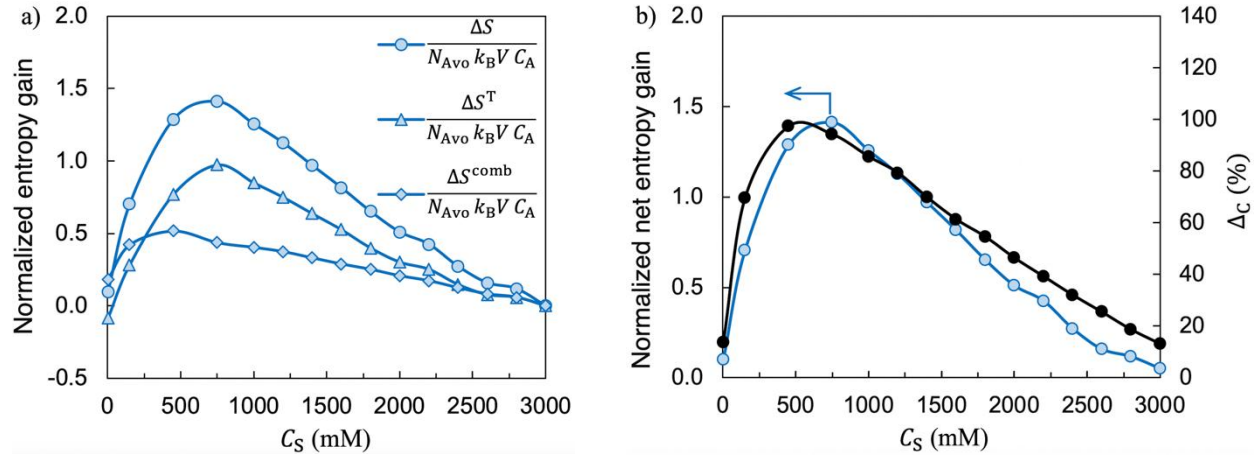 a)
Normalized entropy gain
2.0
1.5
1.0
0.5
0.0
-0.5
ΔS
N_Avo k_B V C_A
ΔS^T
N_Avo k_B V C_A
ΔS^comb
N_Avo k_B V C_A
0 500 1000 1500 2000 2500 3000
C_S (mM)
b)
Normalized net entropy gain
2.0
1.5
1.0
0.5
0.0
140
120
100
80
60
40
20
0
Δ_C (%)
0 500 1000 1500 2000 2500 3000
C_S (mM)